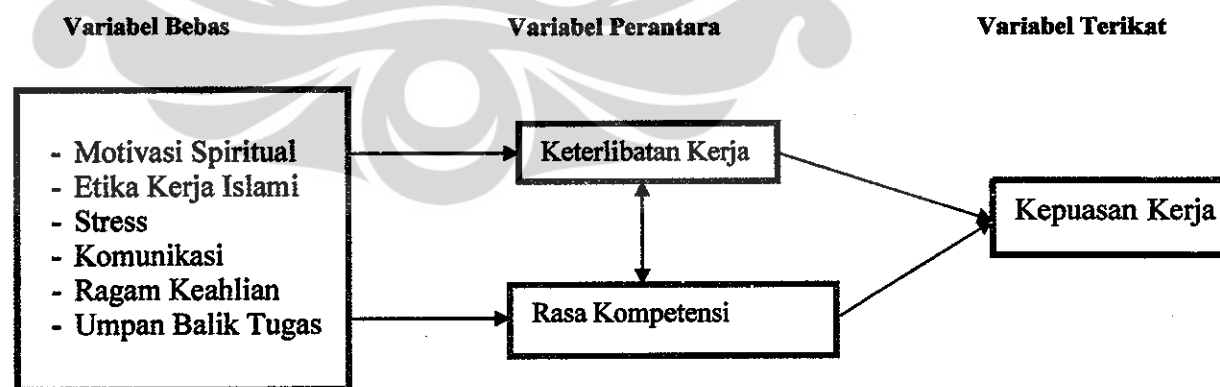 Variabel Bebas
Variabel Perantara
Variabel Terikat
- Motivasi Spiritual
- Etika Kerja Islami
- Stress
- Komunikasi
- Ragam Keahlian
- Umpan Balik Tugas
Keterlibatan Kerja
Rasa Kompetensi
Kepuasan Kerja